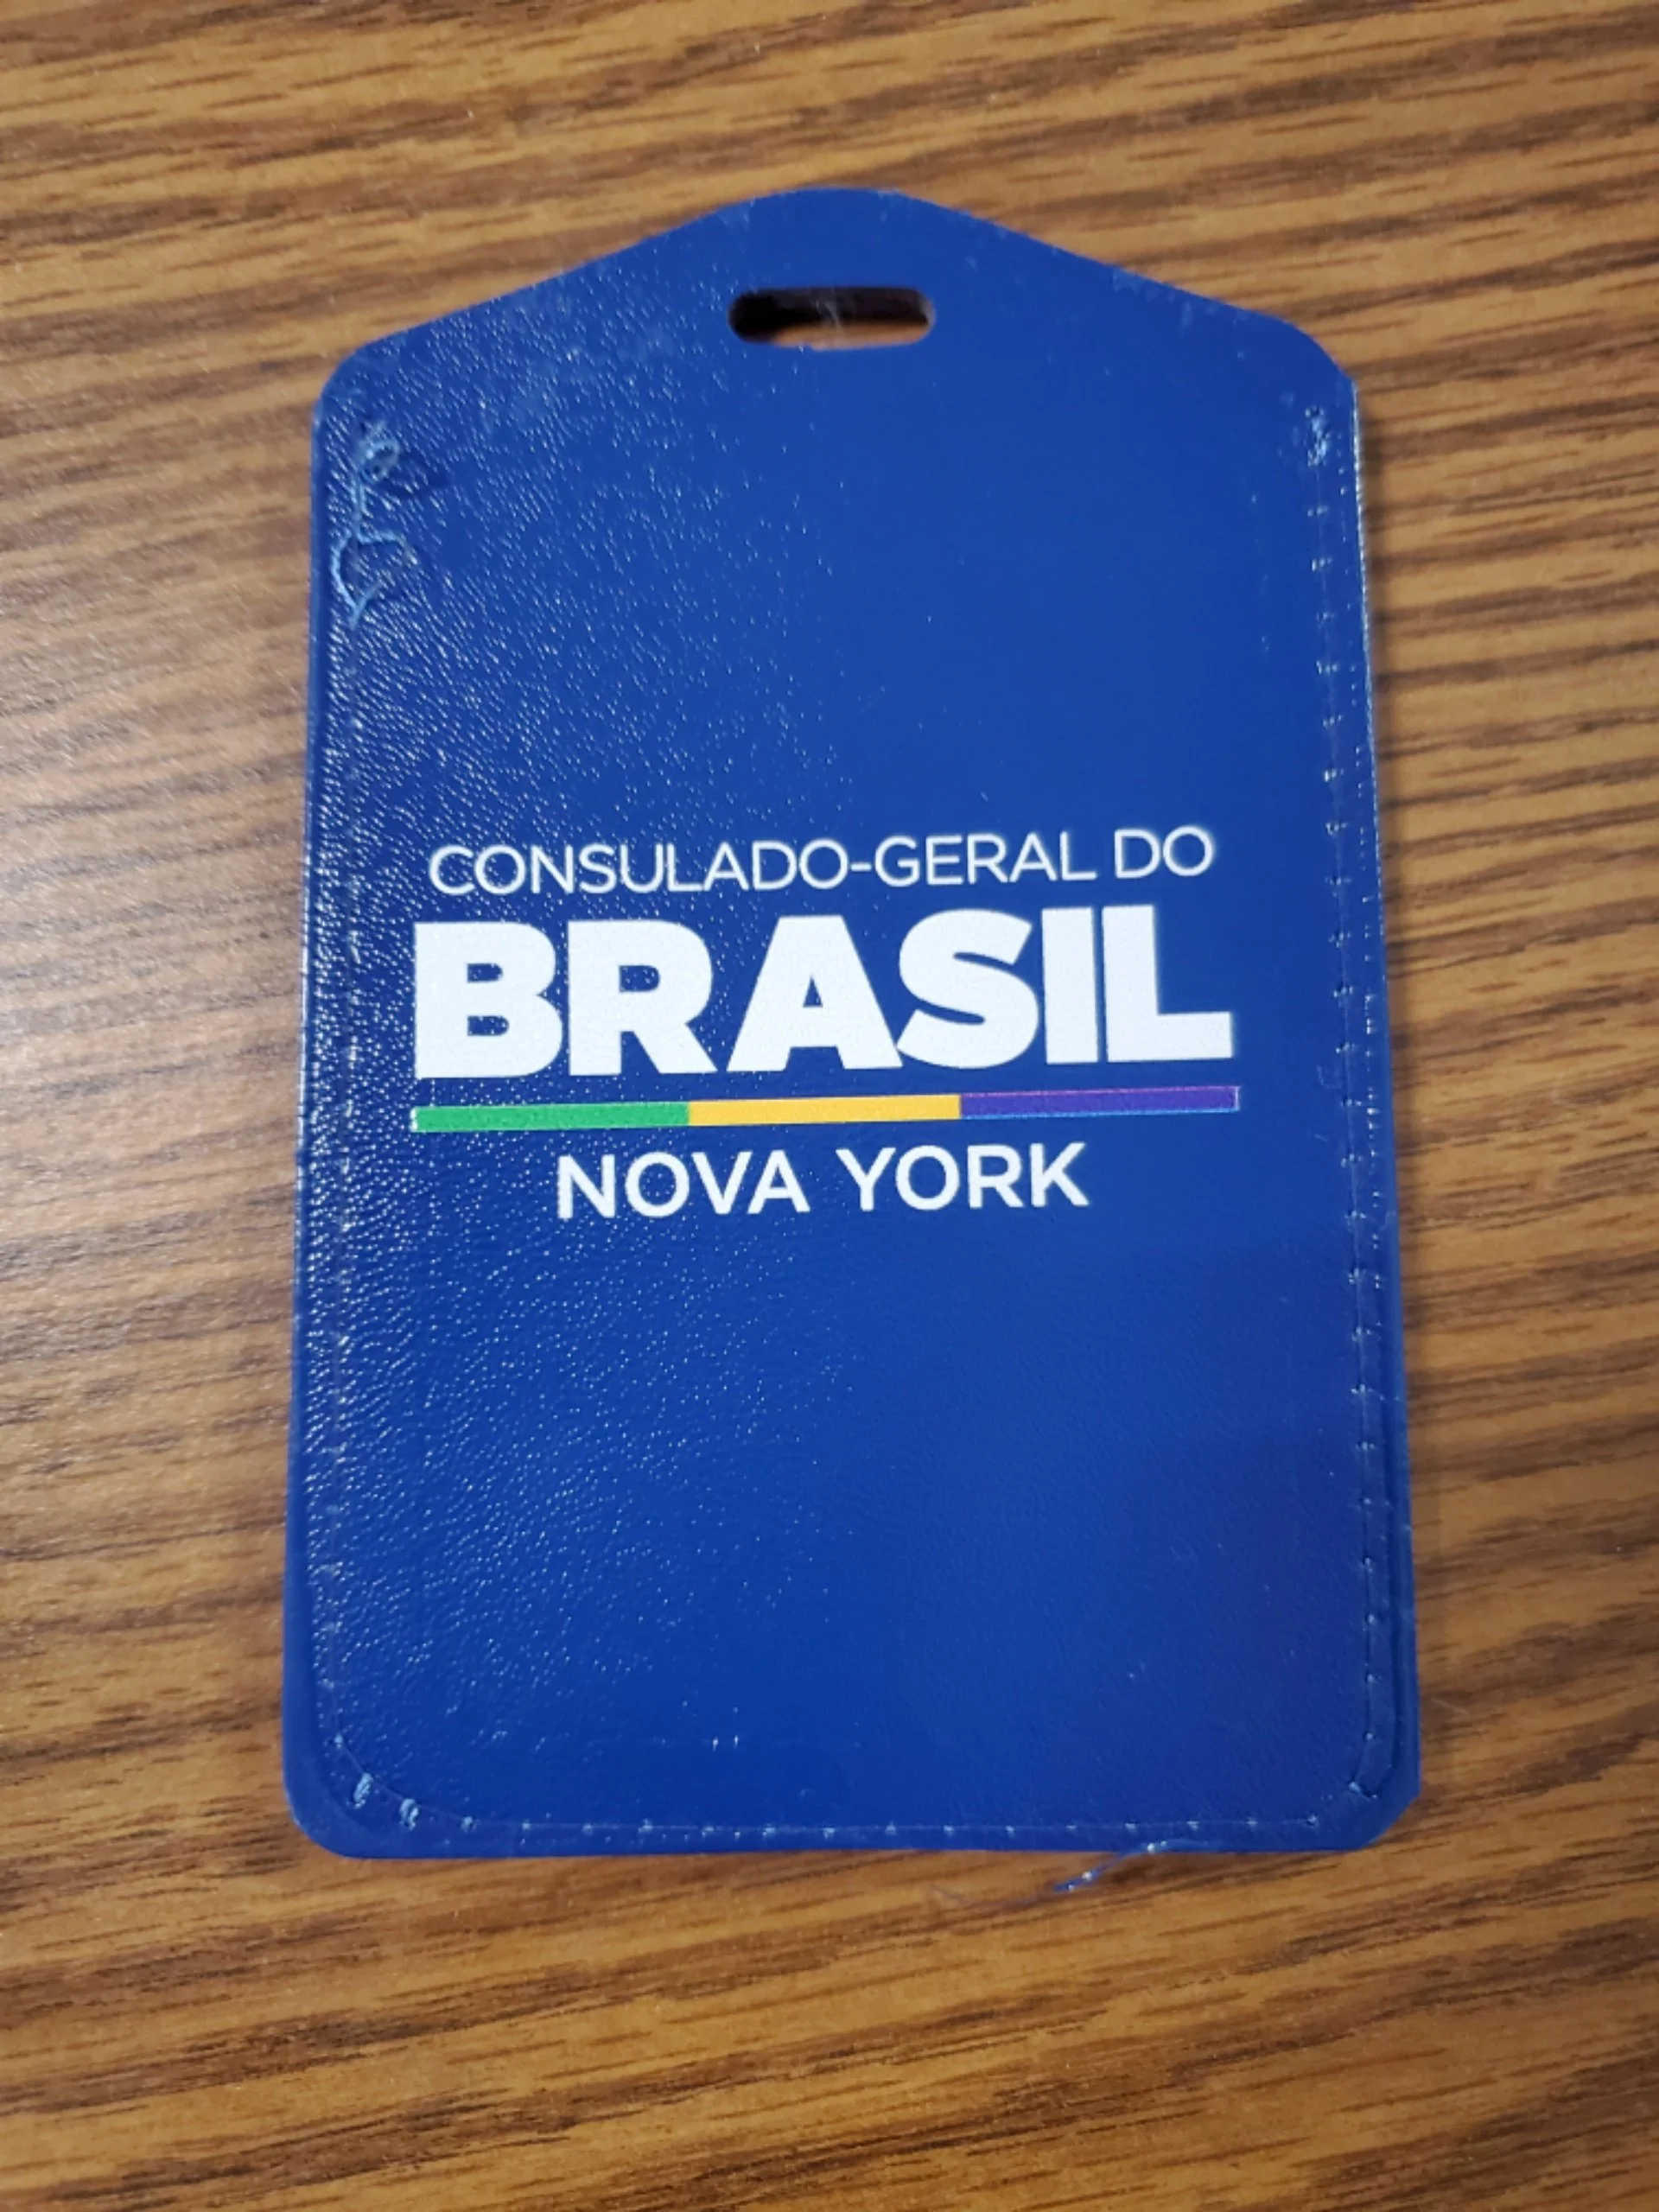 CONSULADO-GERAL DO
BRASIL
NOVA YORK